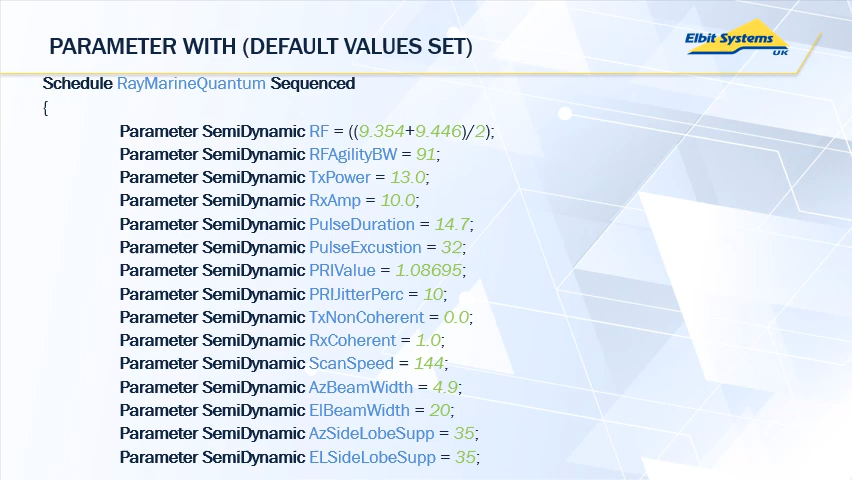 PARAMETER WITH (DEFAULT VALUES SET)
Elbit Systems
UK
Schedule RayMarineQuantum Sequenced
{
Parameter SemiDynamic RF = ((9.354+9.446)/2);
Parameter SemiDynamic RFAgilityBW = 91;
Parameter SemiDynamic TxPower = 13.0;
Parameter SemiDynamic RxAmp = 10.0;
Parameter SemiDynamic PulseDuration = 14.7;
Parameter SemiDynamic PulseExcustion = 32;
Parameter SemiDynamic PRIValue = 1.08695;
Parameter SemiDynamic PRIJitterPerc = 10;
Parameter SemiDynamic TxNonCoherent = 0.0;
Parameter SemiDynamic RxCoherent = 1.0;
Parameter SemiDynamic ScanSpeed = 144;
Parameter SemiDynamic AzBeamWidth = 4.9;
Parameter SemiDynamic ElBeamWidth = 20;
Parameter SemiDynamic AzSideLobeSupp = 35;
Parameter SemiDynamic ELSideLobeSupp = 35;